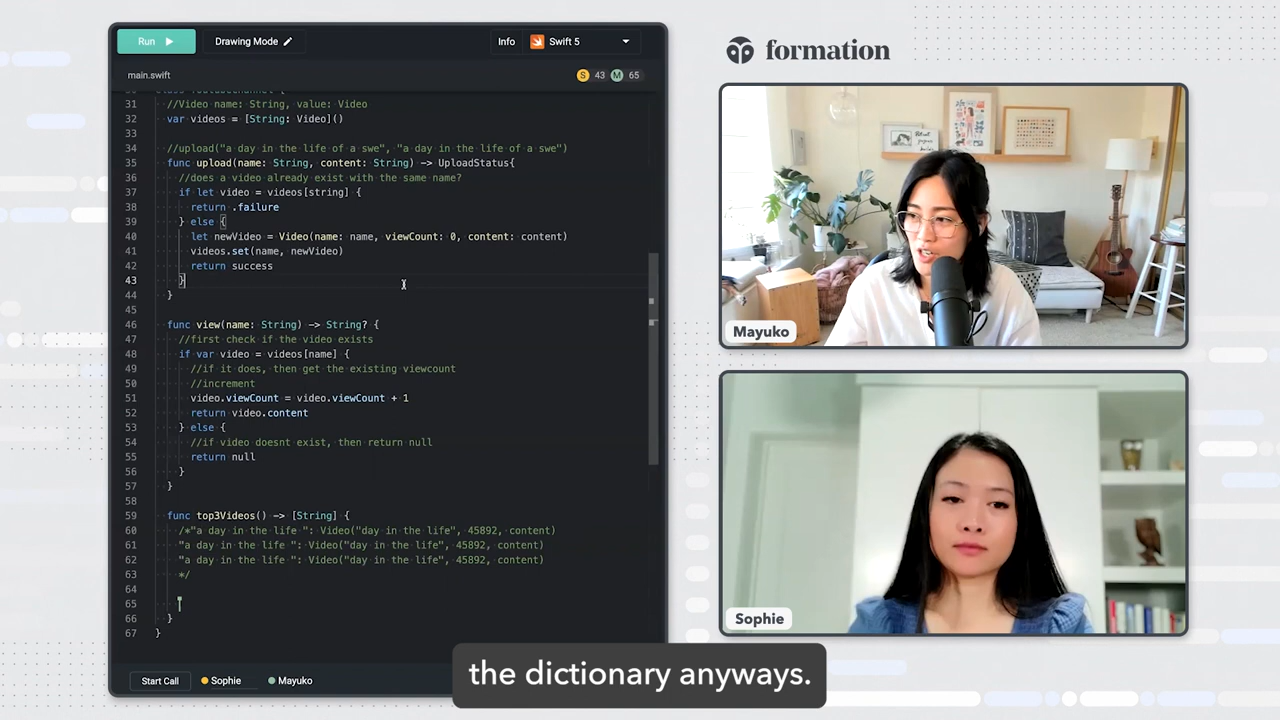 Run
Drawing Mode
Info
Swift 5
main.swift
S 43 M 65
31 //Video name: String, value: Video
32 var videos = [String: Video]()
33
34 //upload("a day in the life of a swe", "a day in the life of a swe")
35 func upload(name: String, content: String) -> UploadStatus{
36 //does a video already exist with the same name?
37 if let video = videos[string] {
38 return .failure
39 } else {
40 let newVideo = Video(name: name, viewCount: 0, content: content)
41 videos.set(name, newVideo)
42 return success
43 }
44 }
45
46 func view(name: String) -> String? {
47 //first check if the video exists
48 if var video = videos[name] {
49 //if it does, then get the existing viewcount
50 //increment
51 video.viewCount = video.viewCount + 1
52 return video.content
53 } else {
54 //if video doesnt exist, then return null
55 return null
56 }
57 }
58
59 func top3Videos() -> [String] {
60 /*"a day in the life ": Video("day in the life", 45892, content)
61 "a day in the life ": Video("day in the life", 45892, content)
62 "a day in the life ": Video("day in the life", 45892, content)
63 */
64
65
66 }
67 }
Start Call
Sophie
Mayuko
formation
Mayuko
Sophie
the dictionary anyways.